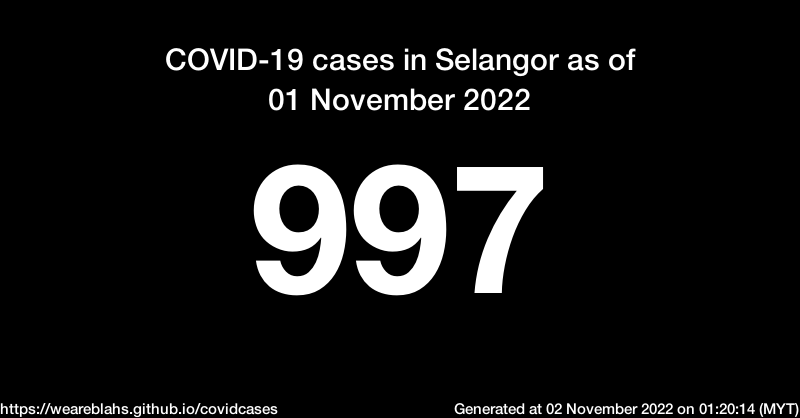 COVID-19 cases in Selangor as of
01 November 2022
997
https://weareblahs.github.io/covidcases
Generated at 02 November 2022 on 01:20:14 (MYT)